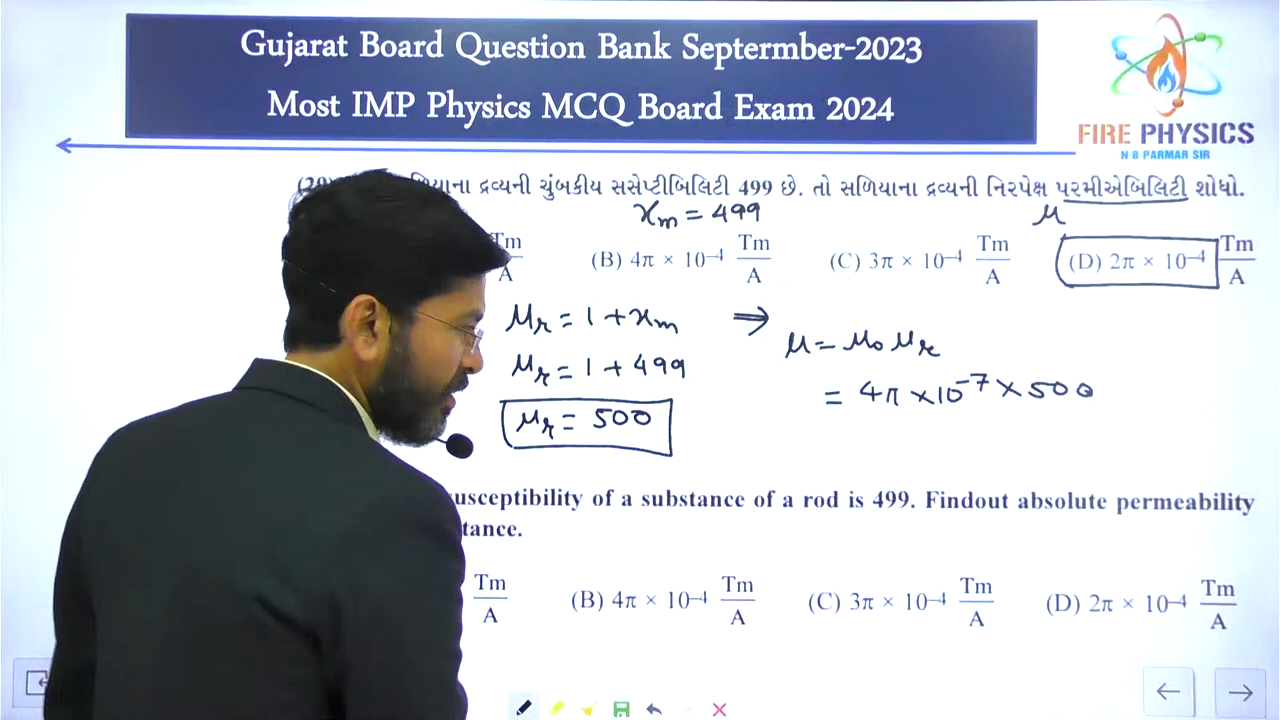 Gujarat Board Question Bank Septermber-2023
Most IMP Physics MCQ Board Exam 2024
FIRE PHYSICS
N B PARMAR SIR
દ્રવ્યની ચુંબકીય સસેપ્ટીબિલિટી 499 છે. તો સળિયાના દ્રવ્યની નિરપેક્ષ પરમીએબિલિટી શોધો.
χm = 499
μ
Tm/A (B) 4π × 10⁻⁴ Tm/A (C) 3π × 10⁻⁴ Tm/A (D) 2π × 10⁻⁴ Tm/A
μr = 1 + χm ⇒
μr = 1 + 499
μr = 500
μ = μ0 μr
= 4π × 10⁻⁷ × 500
of a substance of a rod is 499. Findout absolute permeability
Tm/A (B) 4π × 10⁻⁴ Tm/A (C) 3π × 10⁻⁴ Tm/A (D) 2π × 10⁻⁴ Tm/A